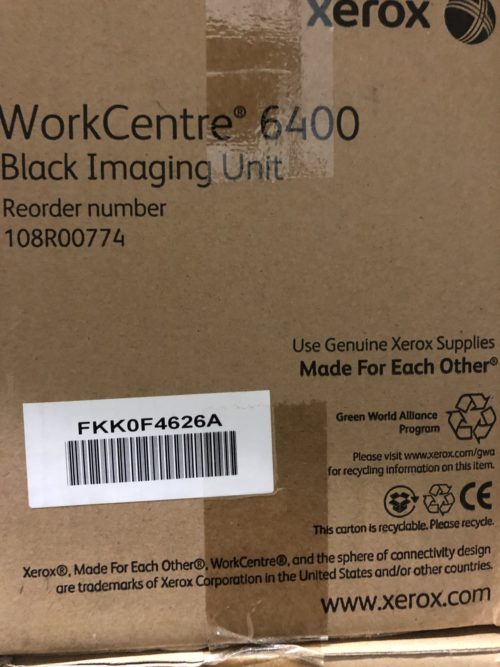 xerox
WorkCentre® 6400
Black Imaging Unit
Reorder number
108R00774
Use Genuine Xerox Supplies
Made For Each Other®
FKK0F4626A
Green World Alliance
Program
Please visit www.xerox.com/gwa
for recycling information on this item.
CE
This carton is recyclable. Please recycle.
Xerox®, Made For Each Other®, WorkCentre®, and the sphere of connectivity design
are trademarks of Xerox Corporation in the United States and/or other countries.
www.xerox.com